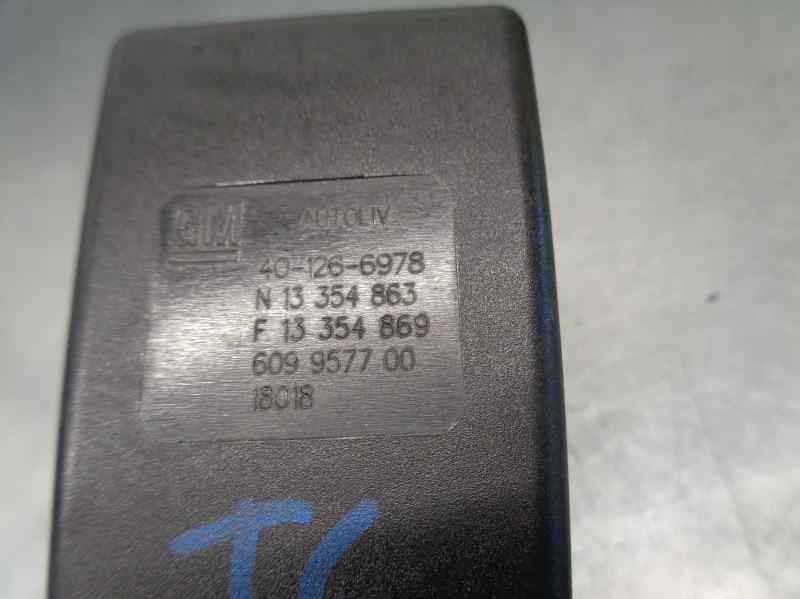 GM AUTOLIV
40-126-6978
N 13 354 863
F 13 354 869
609 9577 00
18018